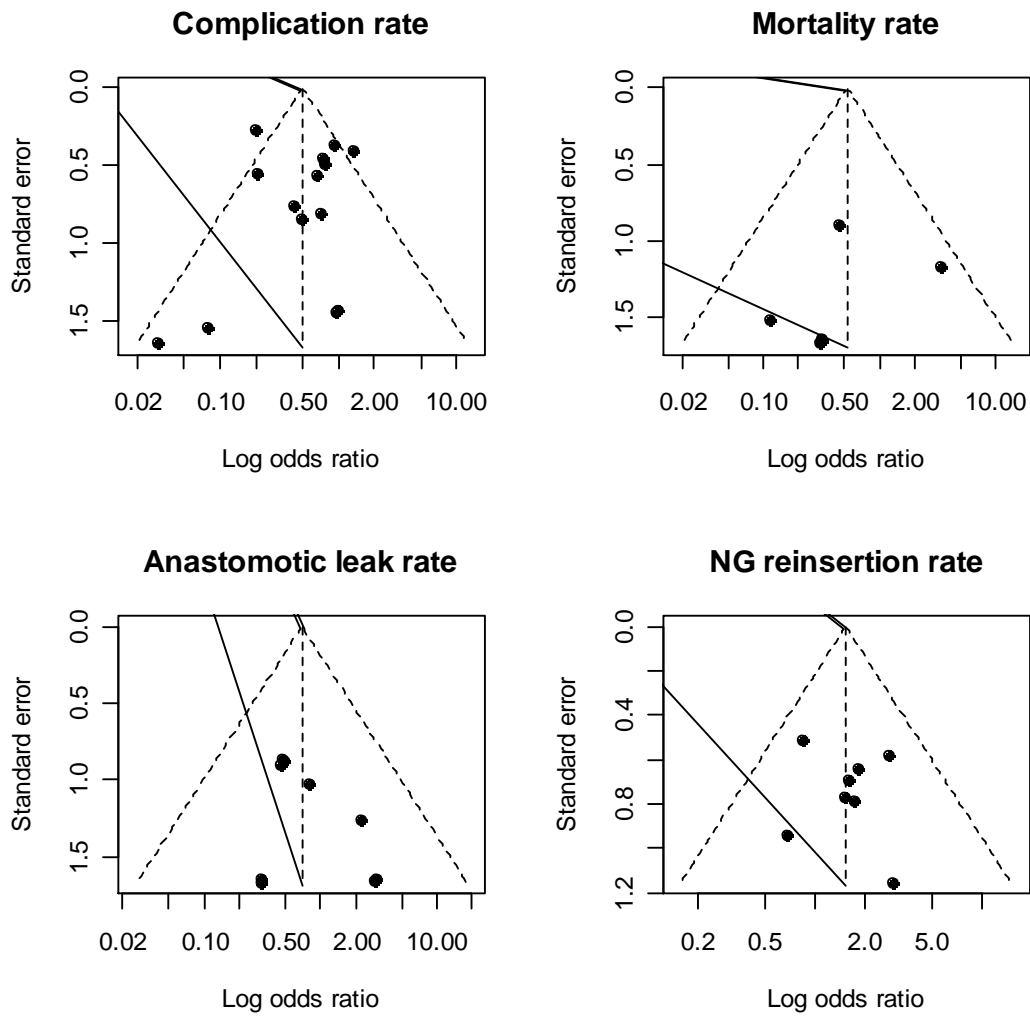 Complication rate
Standard error
0.0
0.5
1.0
1.5
0.02 0.10 0.50 2.00 10.00
Log odds ratio
Mortality rate
Standard error
0.0
0.5
1.0
1.5
0.02 0.10 0.50 2.00 10.00
Log odds ratio
Anastomotic leak rate
Standard error
0.0
0.5
1.0
1.5
0.02 0.10 0.50 2.00 10.00
Log odds ratio
NG reinsertion rate
Standard error
0.0
0.4
0.8
1.2
0.2 0.5 2.0 5.0
Log odds ratio